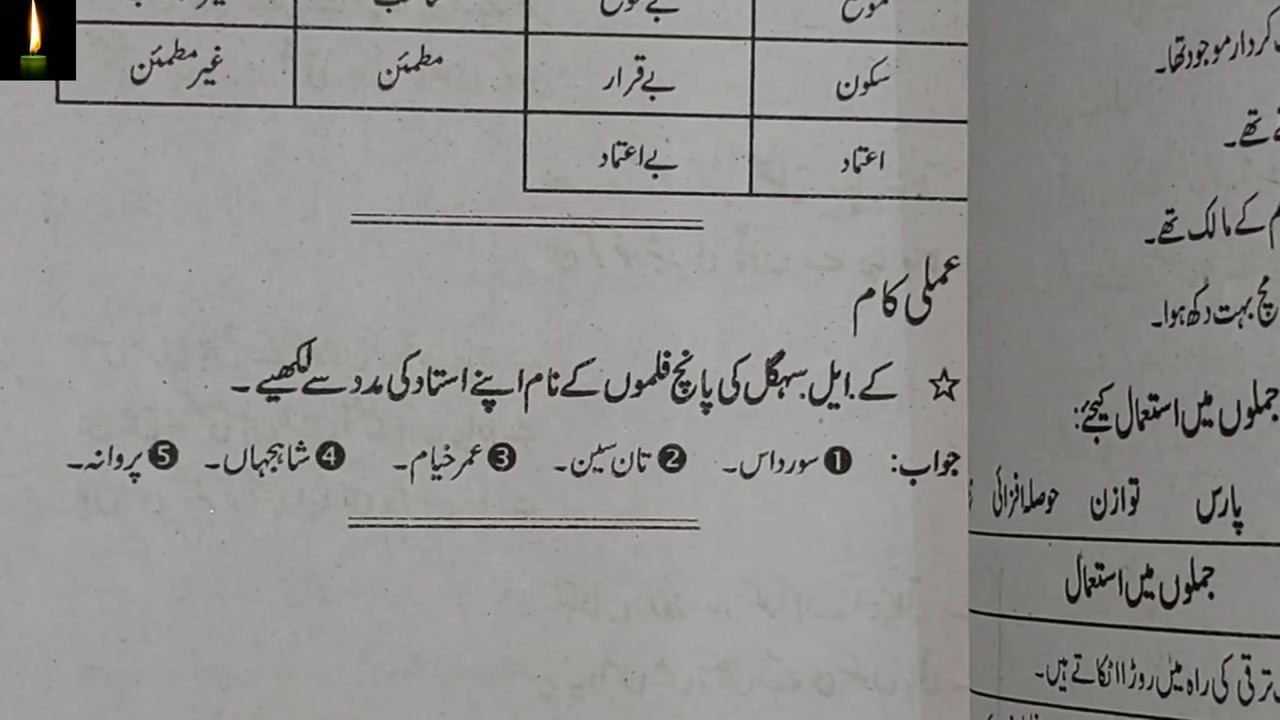 سکون بے قرار مطمئن غیر مطمئن
اعتماد بے اعتماد
عملی کام
☆ کے.ایل.سہگل کی پانچ فلموں کے نام اپنے استاد کی مدد سے لکھیے۔
جواب: ❶ سورداس۔ ❷ تان سین۔ ❸ عمر خیام۔ ❹ شاہجہاں۔ ❺ پروانہ۔
کردار موجود تھا۔
تھے۔
کے مالک تھے۔
بہت دکھ ہوا۔
جملوں میں استعمال کیجئے:
پارس توازن حوصلہ افزائی
جملوں میں استعمال
ترقی کی راہ میں روڑا اٹکاتے ہیں۔